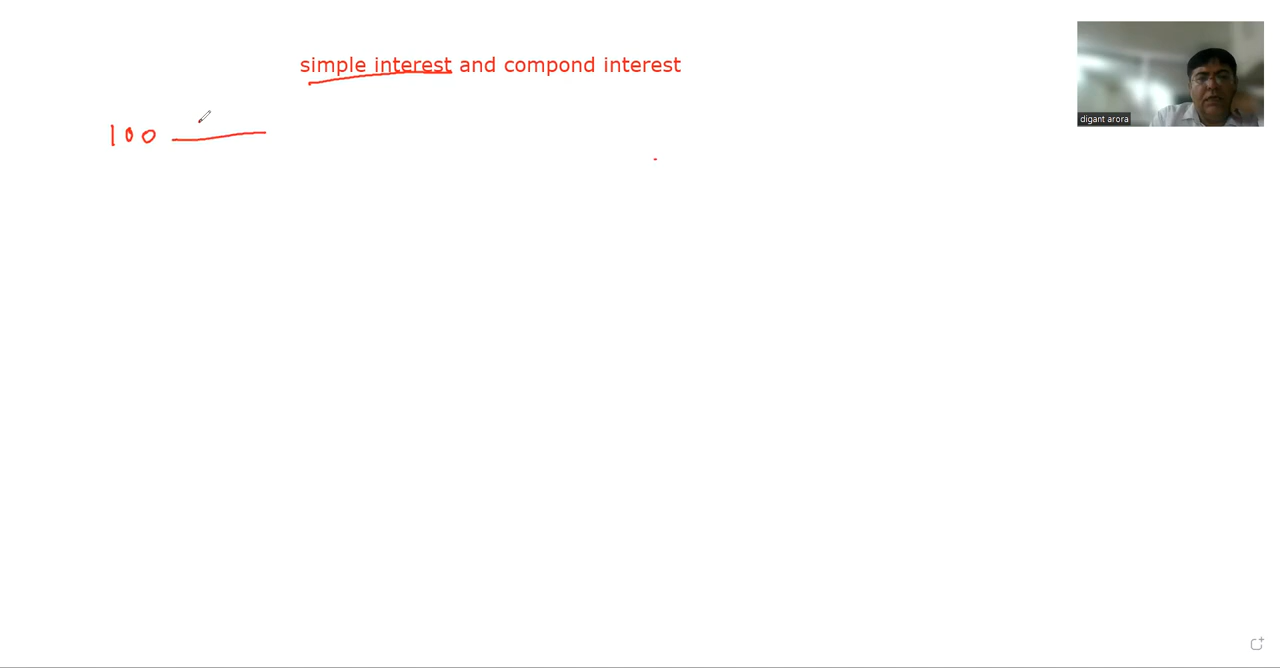 simple interest and compond interest
digant arora
100